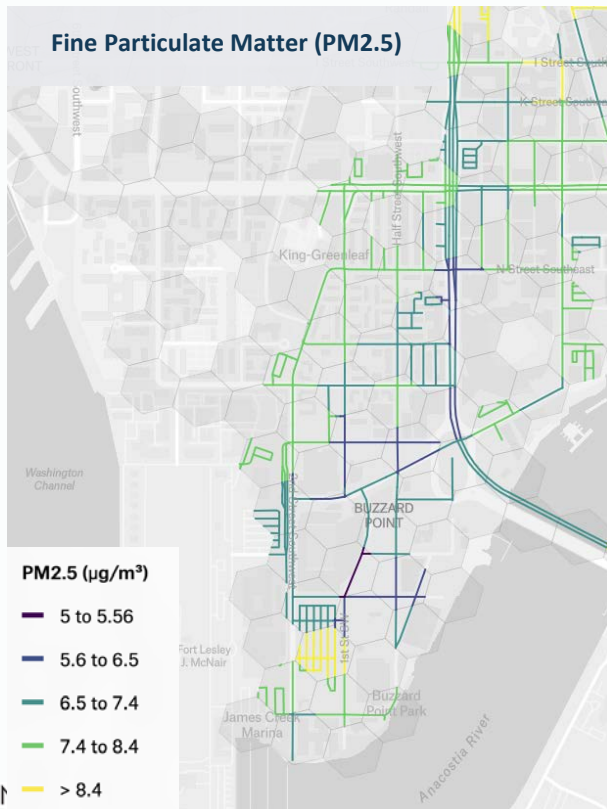 Fine Particulate Matter (PM2.5)
I Street South
K Street Southeas
Southwest
Half Street Southwest
King-Greenleaf
N Street Southeast
Washington
Channel
BUZZARD
POINT
PM2.5 (µg/m³)
5 to 5.56
5.6 to 6.5
6.5 to 7.4
7.4 to 8.4
> 8.4
1st St SW
Fort Lesley
J. McNair
Buzzard
Point Park
James Creek
Marina
Anacostia River